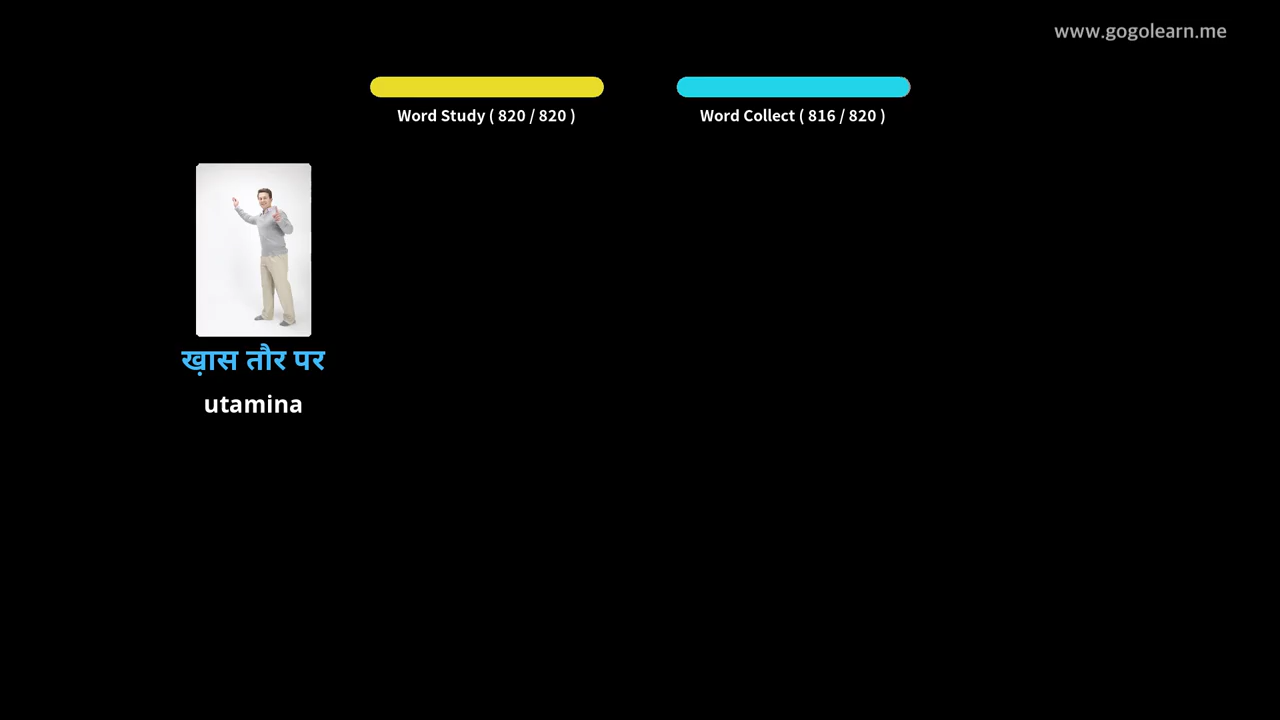 www.gogolearn.me
Word Study ( 820 / 820 )
Word Collect ( 816 / 820 )
ख़ास तौर पर
utamina